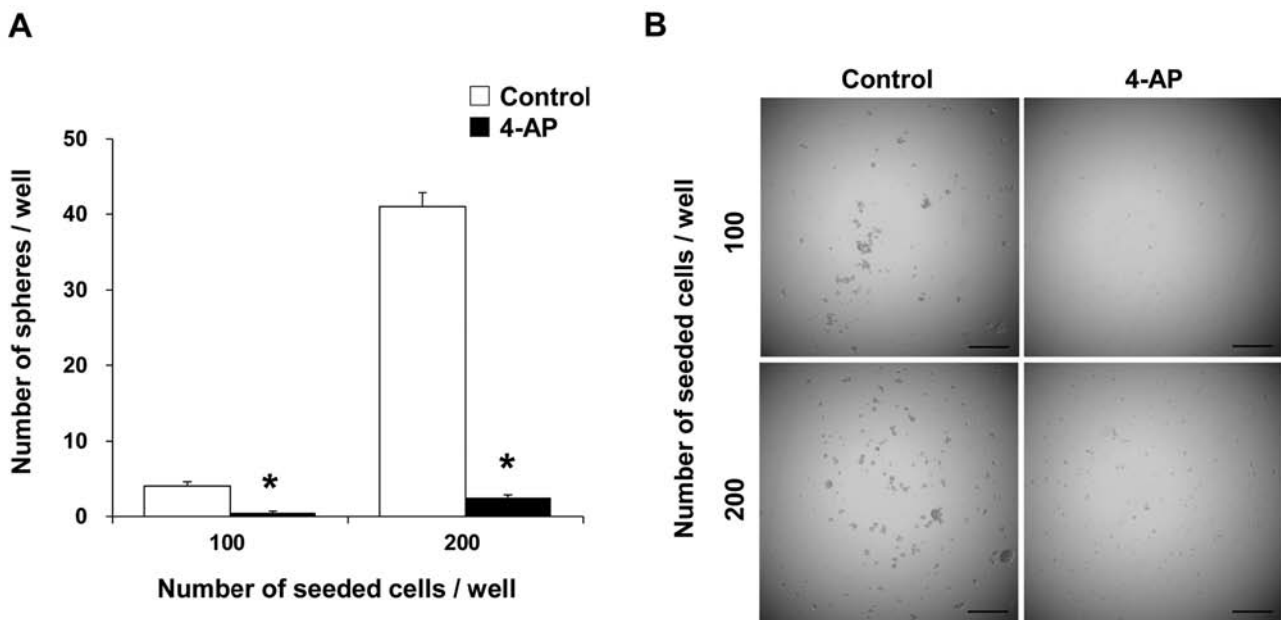 A
Control
4-AP
50
40
30
20
10
0
Number of spheres / well
*
*
100
200
Number of seeded cells / well
B
Control
4-AP
Number of seeded cells / well
100
200